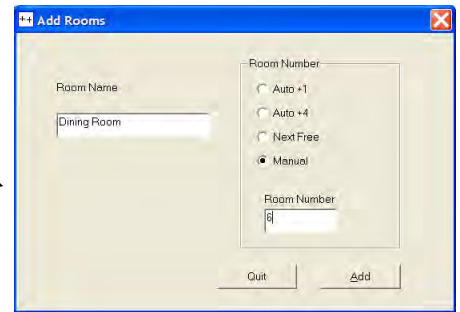 ++ Add Rooms
Room Name
Dining Room
Room Number
Auto +1
Auto +4
Next Free
Manual
Room Number
6
Quit
Add